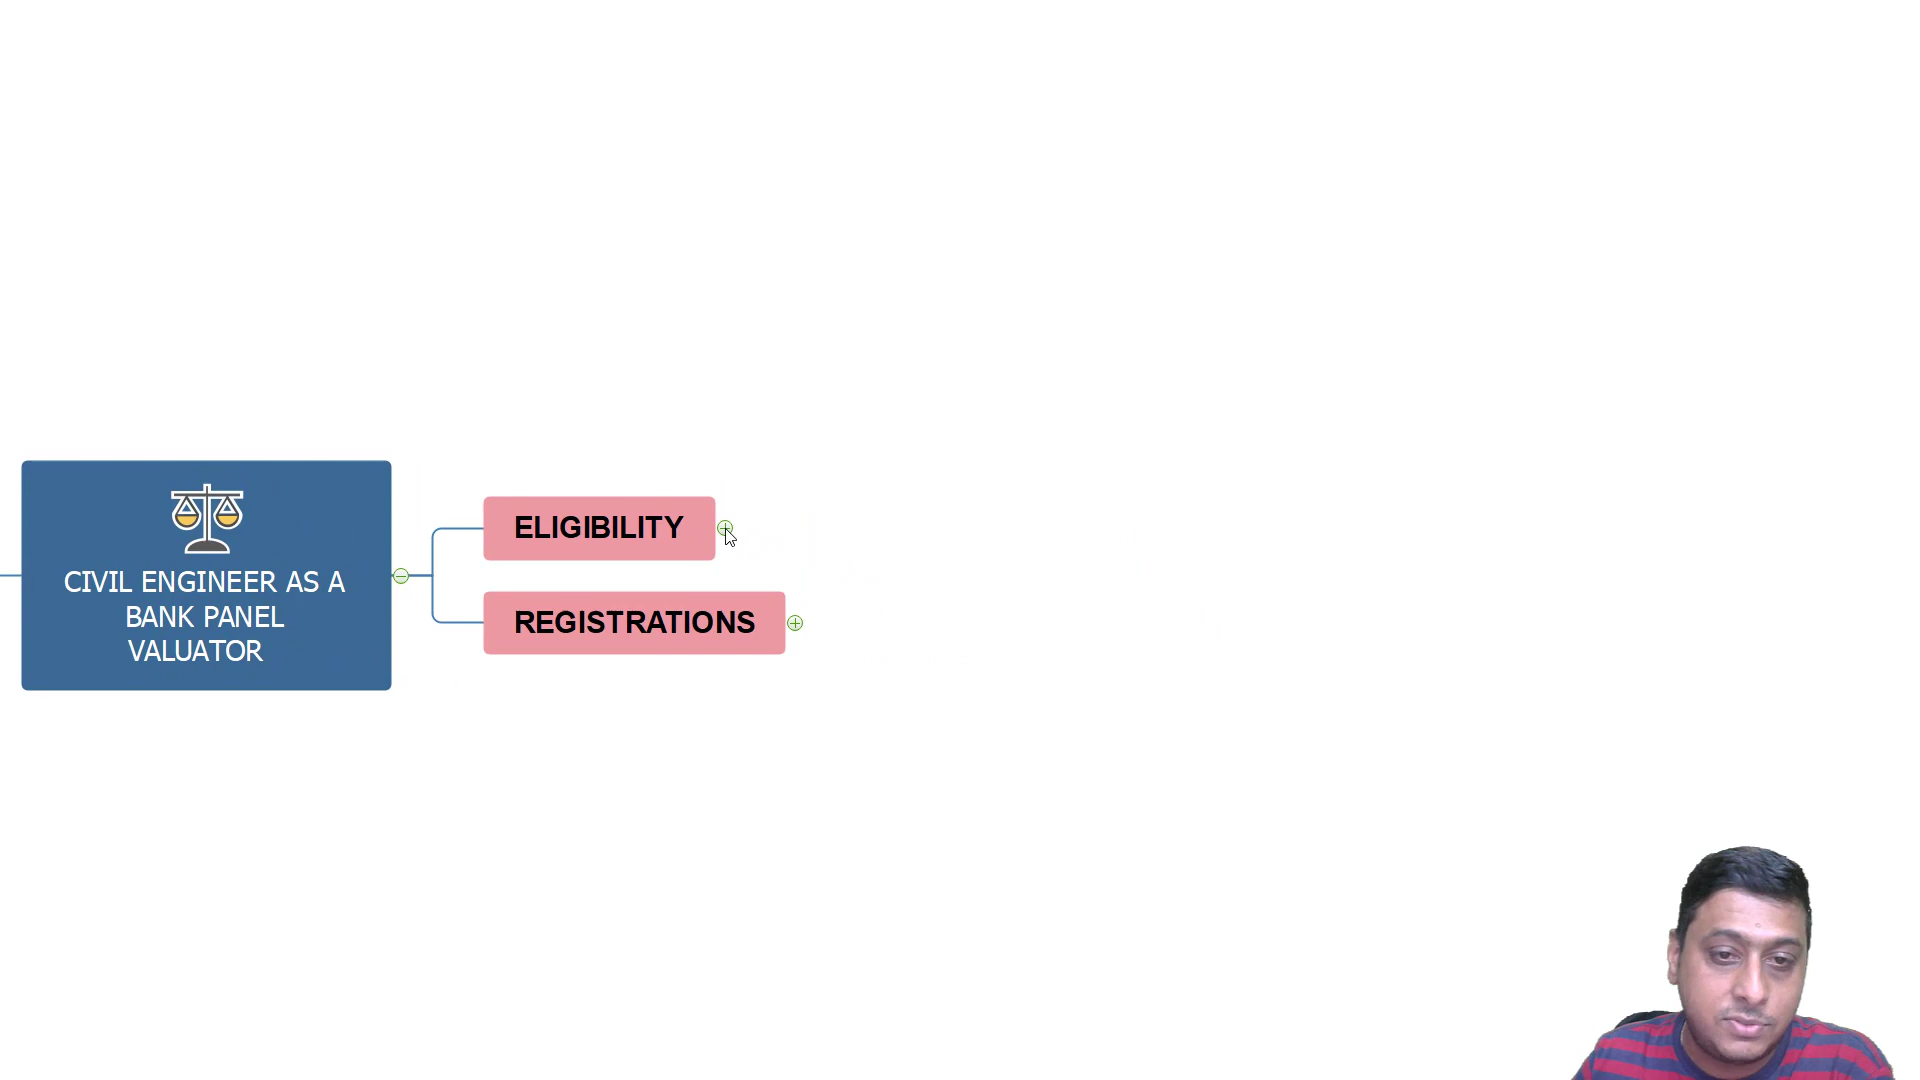 CIVIL ENGINEER AS A
BANK PANEL
VALUATOR
ELIGIBILITY
REGISTRATIONS